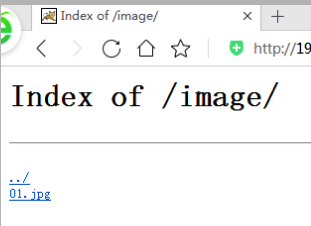 Index of /image/
http://19
Index of /image/
../
01.jpg